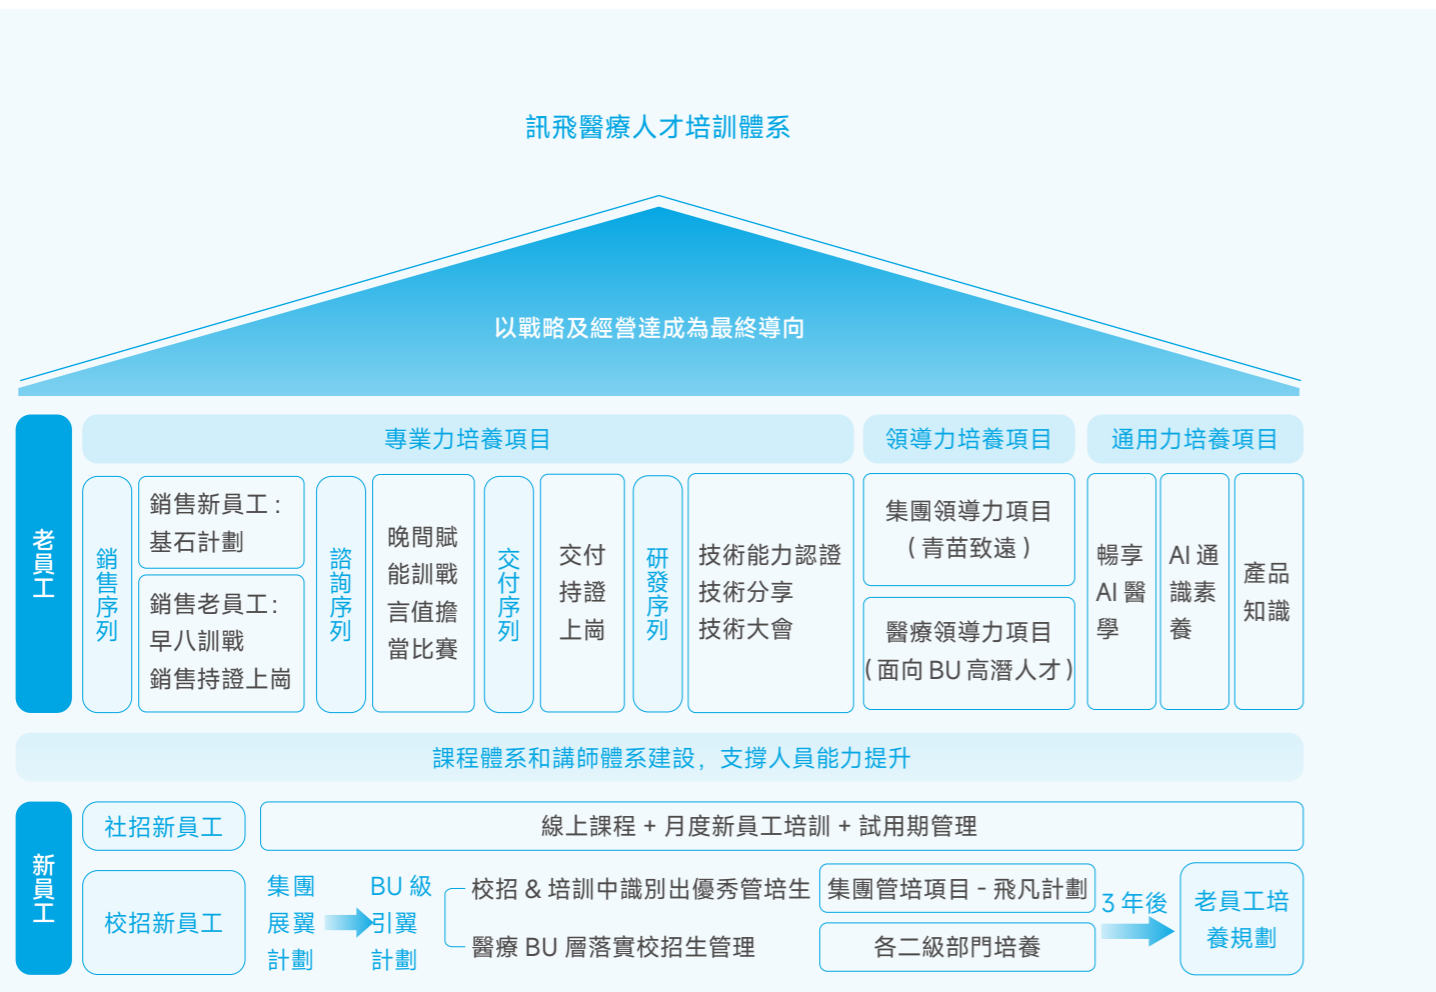 訊飛醫療人才培訓體系
以戰略及經營達成為最終導向
老員工
專業力培養項目
領導力培養項目
通用力培養項目
銷售序列
銷售新員工:
基石計劃
銷售老員工:
早八訓戰
銷售持證上崗
諮詢序列
晚間賦
能訓戰
言值擔
當比賽
交付序列
交付
持證
上崗
研發序列
技術能力認證
技術分享
技術大會
集團領導力項目
(青苗致遠)
醫療領導力項目
(面向 BU 高潛人才)
暢享
AI 醫
學
AI 通
識素
養
產品
知識
課程體系和講師體系建設，支撐人員能力提升
新員工
社招新員工
線上課程 + 月度新員工培訓 + 試用期管理
校招新員工
集團
展翼
計劃
BU 級
引翼
計劃
校招 & 培訓中識別出優秀管培生
醫療 BU 層落實校招生管理
集團管培項目 - 飛凡計劃
各二級部門培養
3 年後
老員工培
養規劃